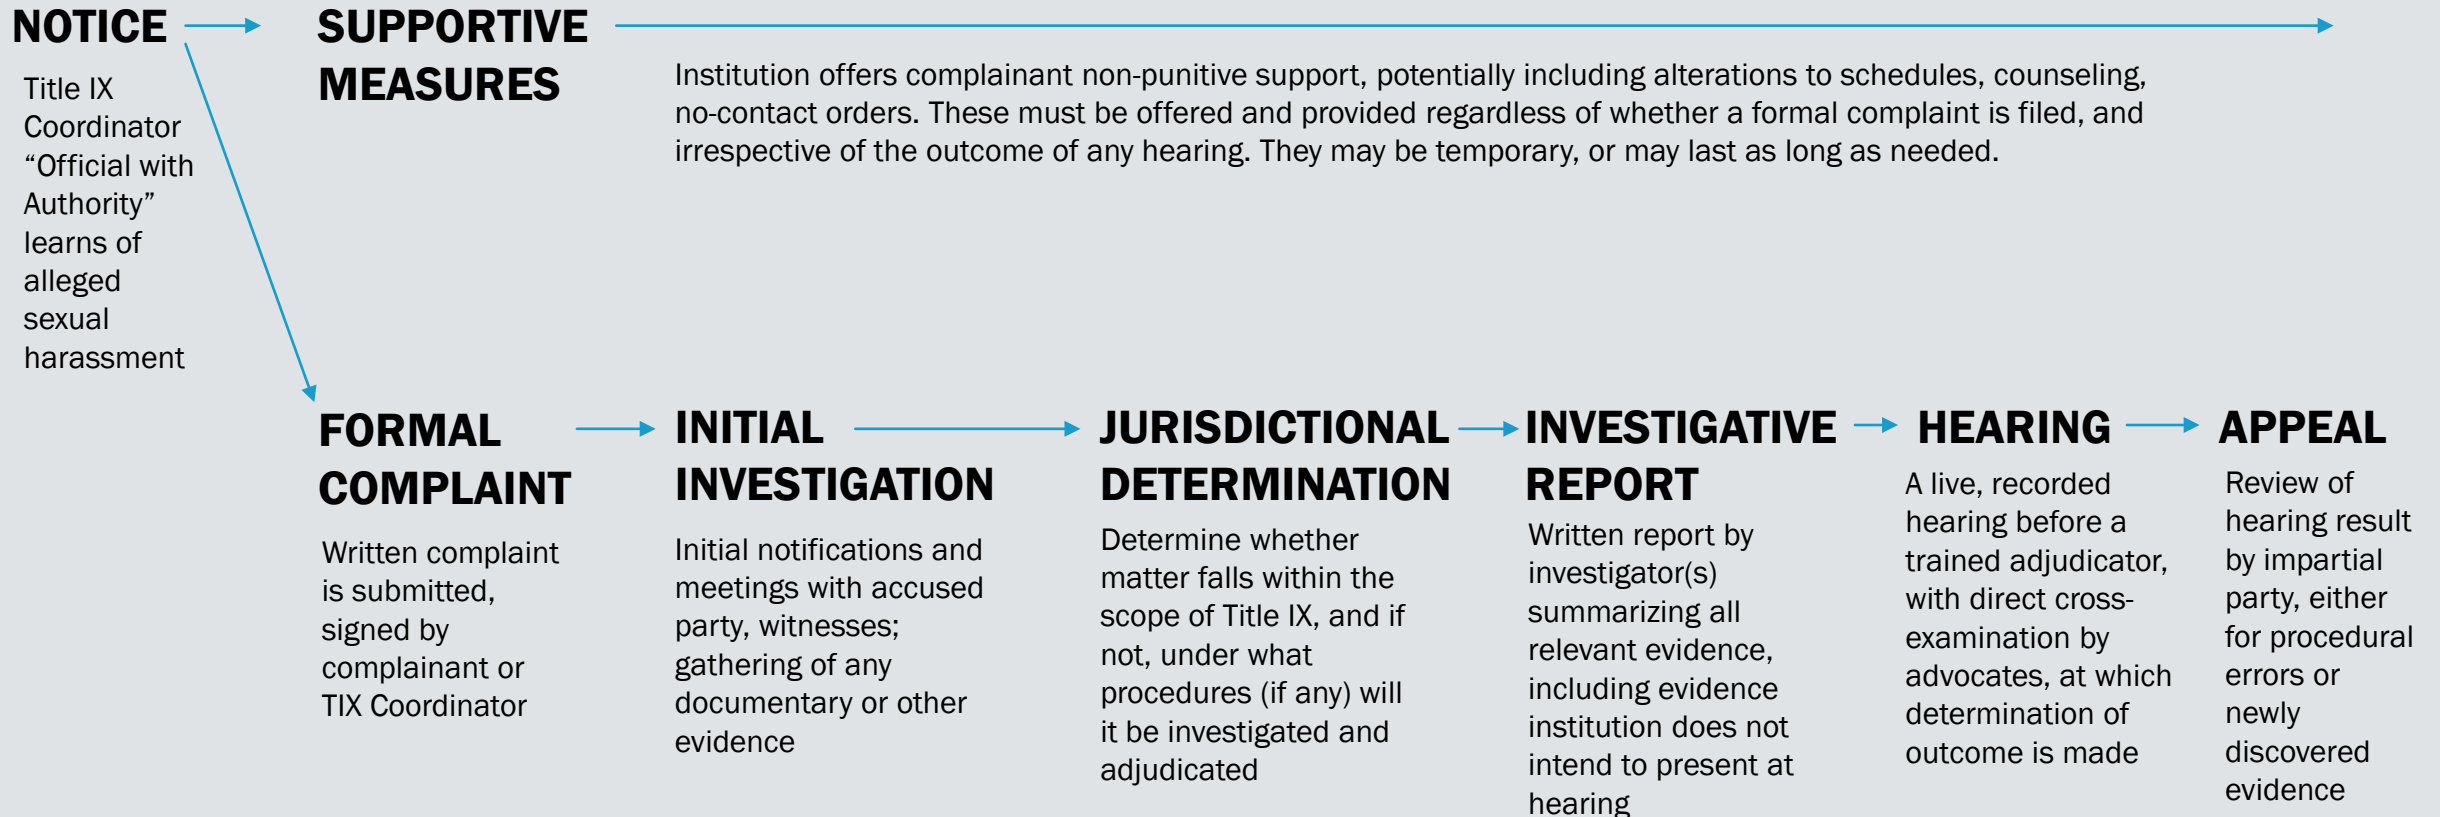 NOTICE
Title IX
Coordinator
“Official with
Authority”
learns of
alleged
sexual
harassment
SUPPORTIVE
MEASURES
Institution offers complainant non-punitive support, potentially including alterations to schedules, counseling,
no-contact orders. These must be offered and provided regardless of whether a formal complaint is filed, and
irrespective of the outcome of any hearing. They may be temporary, or may last as long as needed.
FORMAL
COMPLAINT
Written complaint
is submitted,
signed by
complainant or
TIX Coordinator
INITIAL
INVESTIGATION
Initial notifications and
meetings with accused
party, witnesses;
gathering of any
documentary or other
evidence
JURISDICTIONAL
DETERMINATION
Determine whether
matter falls within the
scope of Title IX, and if
not, under what
procedures (if any) will
it be investigated and
adjudicated
INVESTIGATIVE
REPORT
Written report by
investigator(s)
summarizing all
relevant evidence,
including evidence
institution does not
intend to present at
hearing
HEARING
A live, recorded
hearing before a
trained adjudicator,
with direct cross-
examination by
advocates, at which
determination of
outcome is made
APPEAL
Review of
hearing result
by impartial
party, either
for procedural
errors or
newly
discovered
evidence